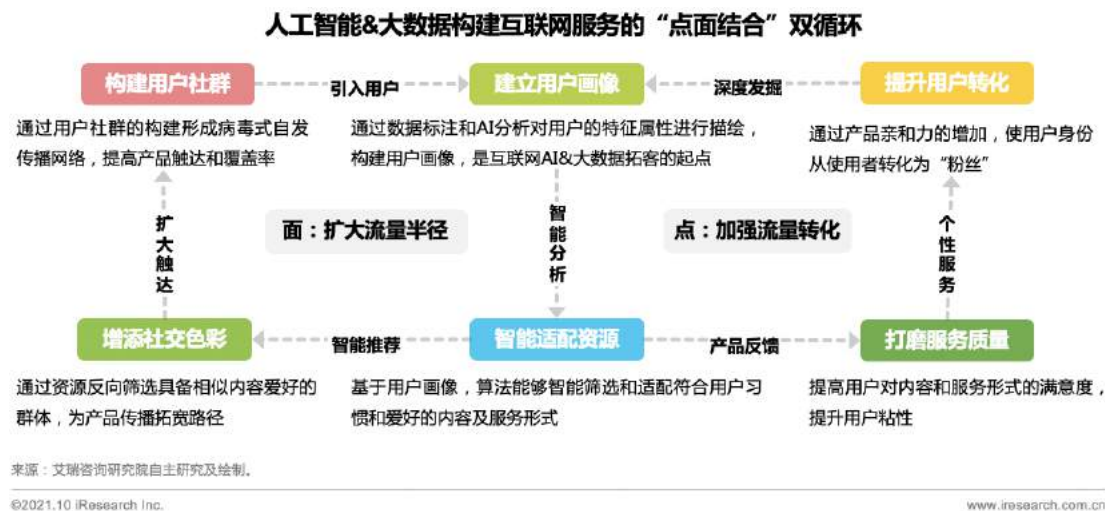 人工智能&大数据构建互联网服务的“点面结合”双循环
构建用户社群
引入用户
建立用户画像
深度发掘
提升用户转化
通过用户社群的构建形成病毒式自发
传播网络，提高产品触达和覆盖率
通过数据标注和AI分析对用户的特征属性进行描绘，
构建用户画像，是互联网AI&大数据拓客的起点
通过产品亲和力的增加，使用户身份
从使用者转化为“粉丝”
扩大触达
面：扩大流量半径
智能分析
点：加强流量转化
个性服务
增添社交色彩
智能推荐
智能适配资源
产品反馈
打磨服务质量
通过资源反向筛选具备相似内容爱好的
群体，为产品传播拓宽路径
基于用户画像，算法能够智能筛选和适配符合用户习
惯和爱好的内容及服务形式
提高用户对内容和服务形式的满意度，
提升用户粘性
来源：艾瑞咨询研究院自主研究及绘制。
©2021.10 iResearch Inc.
www.iresearch.com.cn